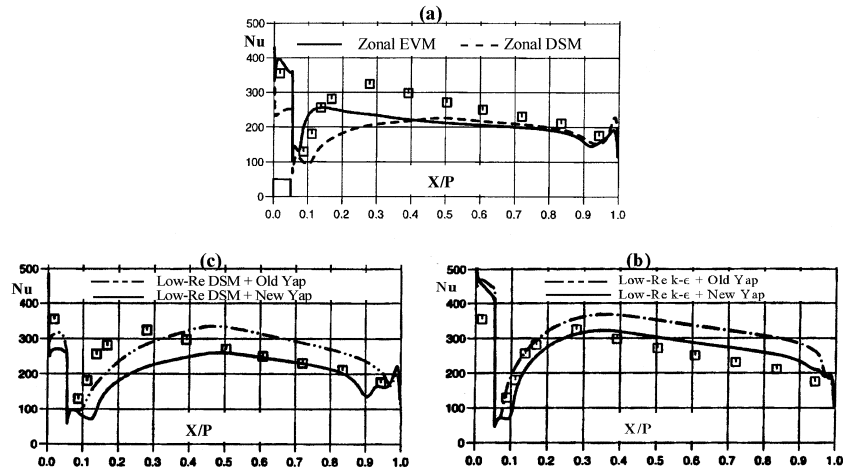 (a)
500
Nu
400
300
200
100
0
Zonal EVM
Zonal DSM
X/P
0.0 0.1 0.2 0.3 0.4 0.5 0.6 0.7 0.8 0.9 1.0
(c)
500
Nu
400
300
200
100
0
Low-Re DSM + Old Yap
Low-Re DSM + New Yap
X/P
0.0 0.1 0.2 0.3 0.4 0.5 0.6 0.7 0.8 0.9 1.0
(b)
500
Nu
400
300
200
100
0
Low-Re k-ε + Old Yap
Low-Re k-ε + New Yap
X/P
0.0 0.1 0.2 0.3 0.4 0.5 0.6 0.7 0.8 0.9 1.0